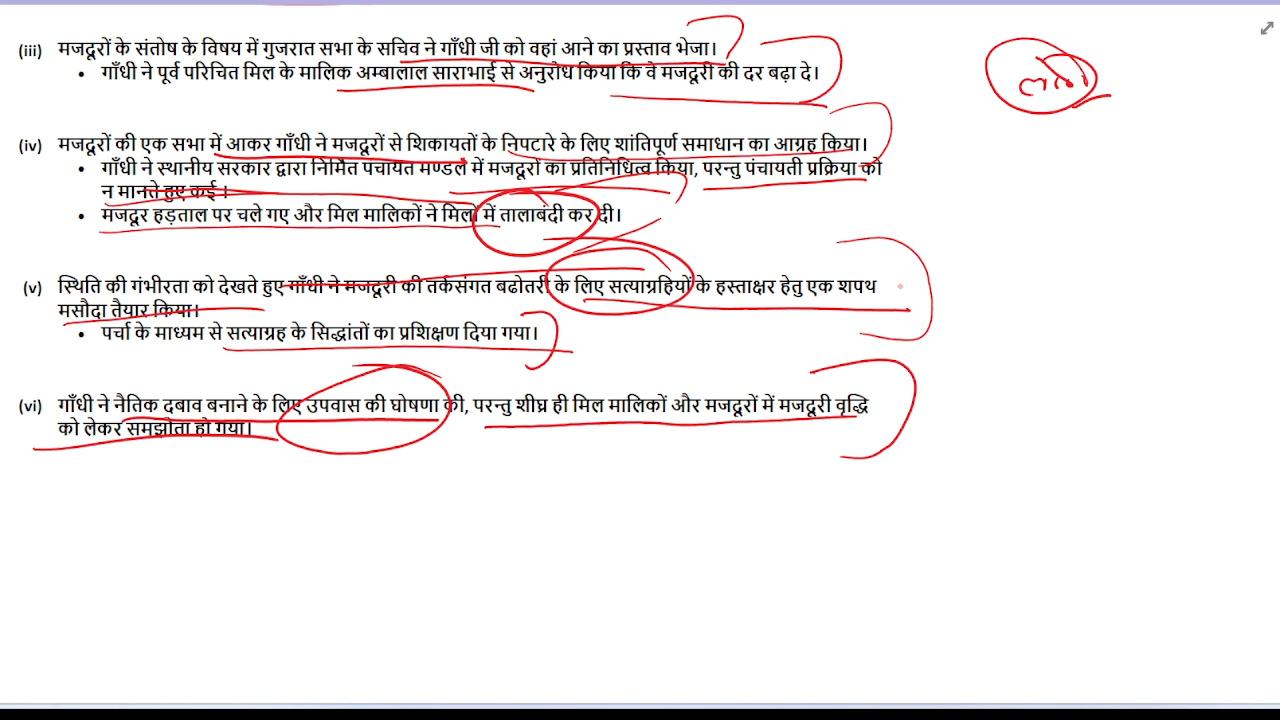 (iii) मजदूरों के संतोष के विषय में गुजरात सभा के सचिव ने गाँधी जी को वहां आने का प्रस्ताव भेजा।
• गाँधी ने पूर्व परिचित मिल के मालिक अम्बालाल साराभाई से अनुरोध किया कि वे मजदूरी की दर बढ़ा दे।
(iv) मजदूरों की एक सभा में आकर गाँधी ने मजदूरों से शिकायतों के निपटारे के लिए शांतिपूर्ण समाधान का आग्रह किया।
• गाँधी ने स्थानीय सरकार द्वारा निर्मित पंचायत मण्डल में मजदूरों का प्रतिनिधित्व किया, परन्तु पंचायती प्रक्रिया को
न मानते हुए कई ।
• मजदूर हड़ताल पर चले गए और मिल मालिकों ने मिलों में तालाबंदी कर दी।
(v) स्थिति की गंभीरता को देखते हुए गाँधी ने मजदूरी की तर्कसंगत बढोतरी के लिए सत्याग्रहियों के हस्ताक्षर हेतु एक शपथ
मसौदा तैयार किया।
• पर्चा के माध्यम से सत्याग्रह के सिद्धांतों का प्रशिक्षण दिया गया।
(vi) गाँधी ने नैतिक दबाव बनाने के लिए उपवास की घोषणा की, परन्तु शीघ्र ही मिल मालिकों और मजदूरों में मजदूरी वृद्धि
को लेकर समझोता हो गया।